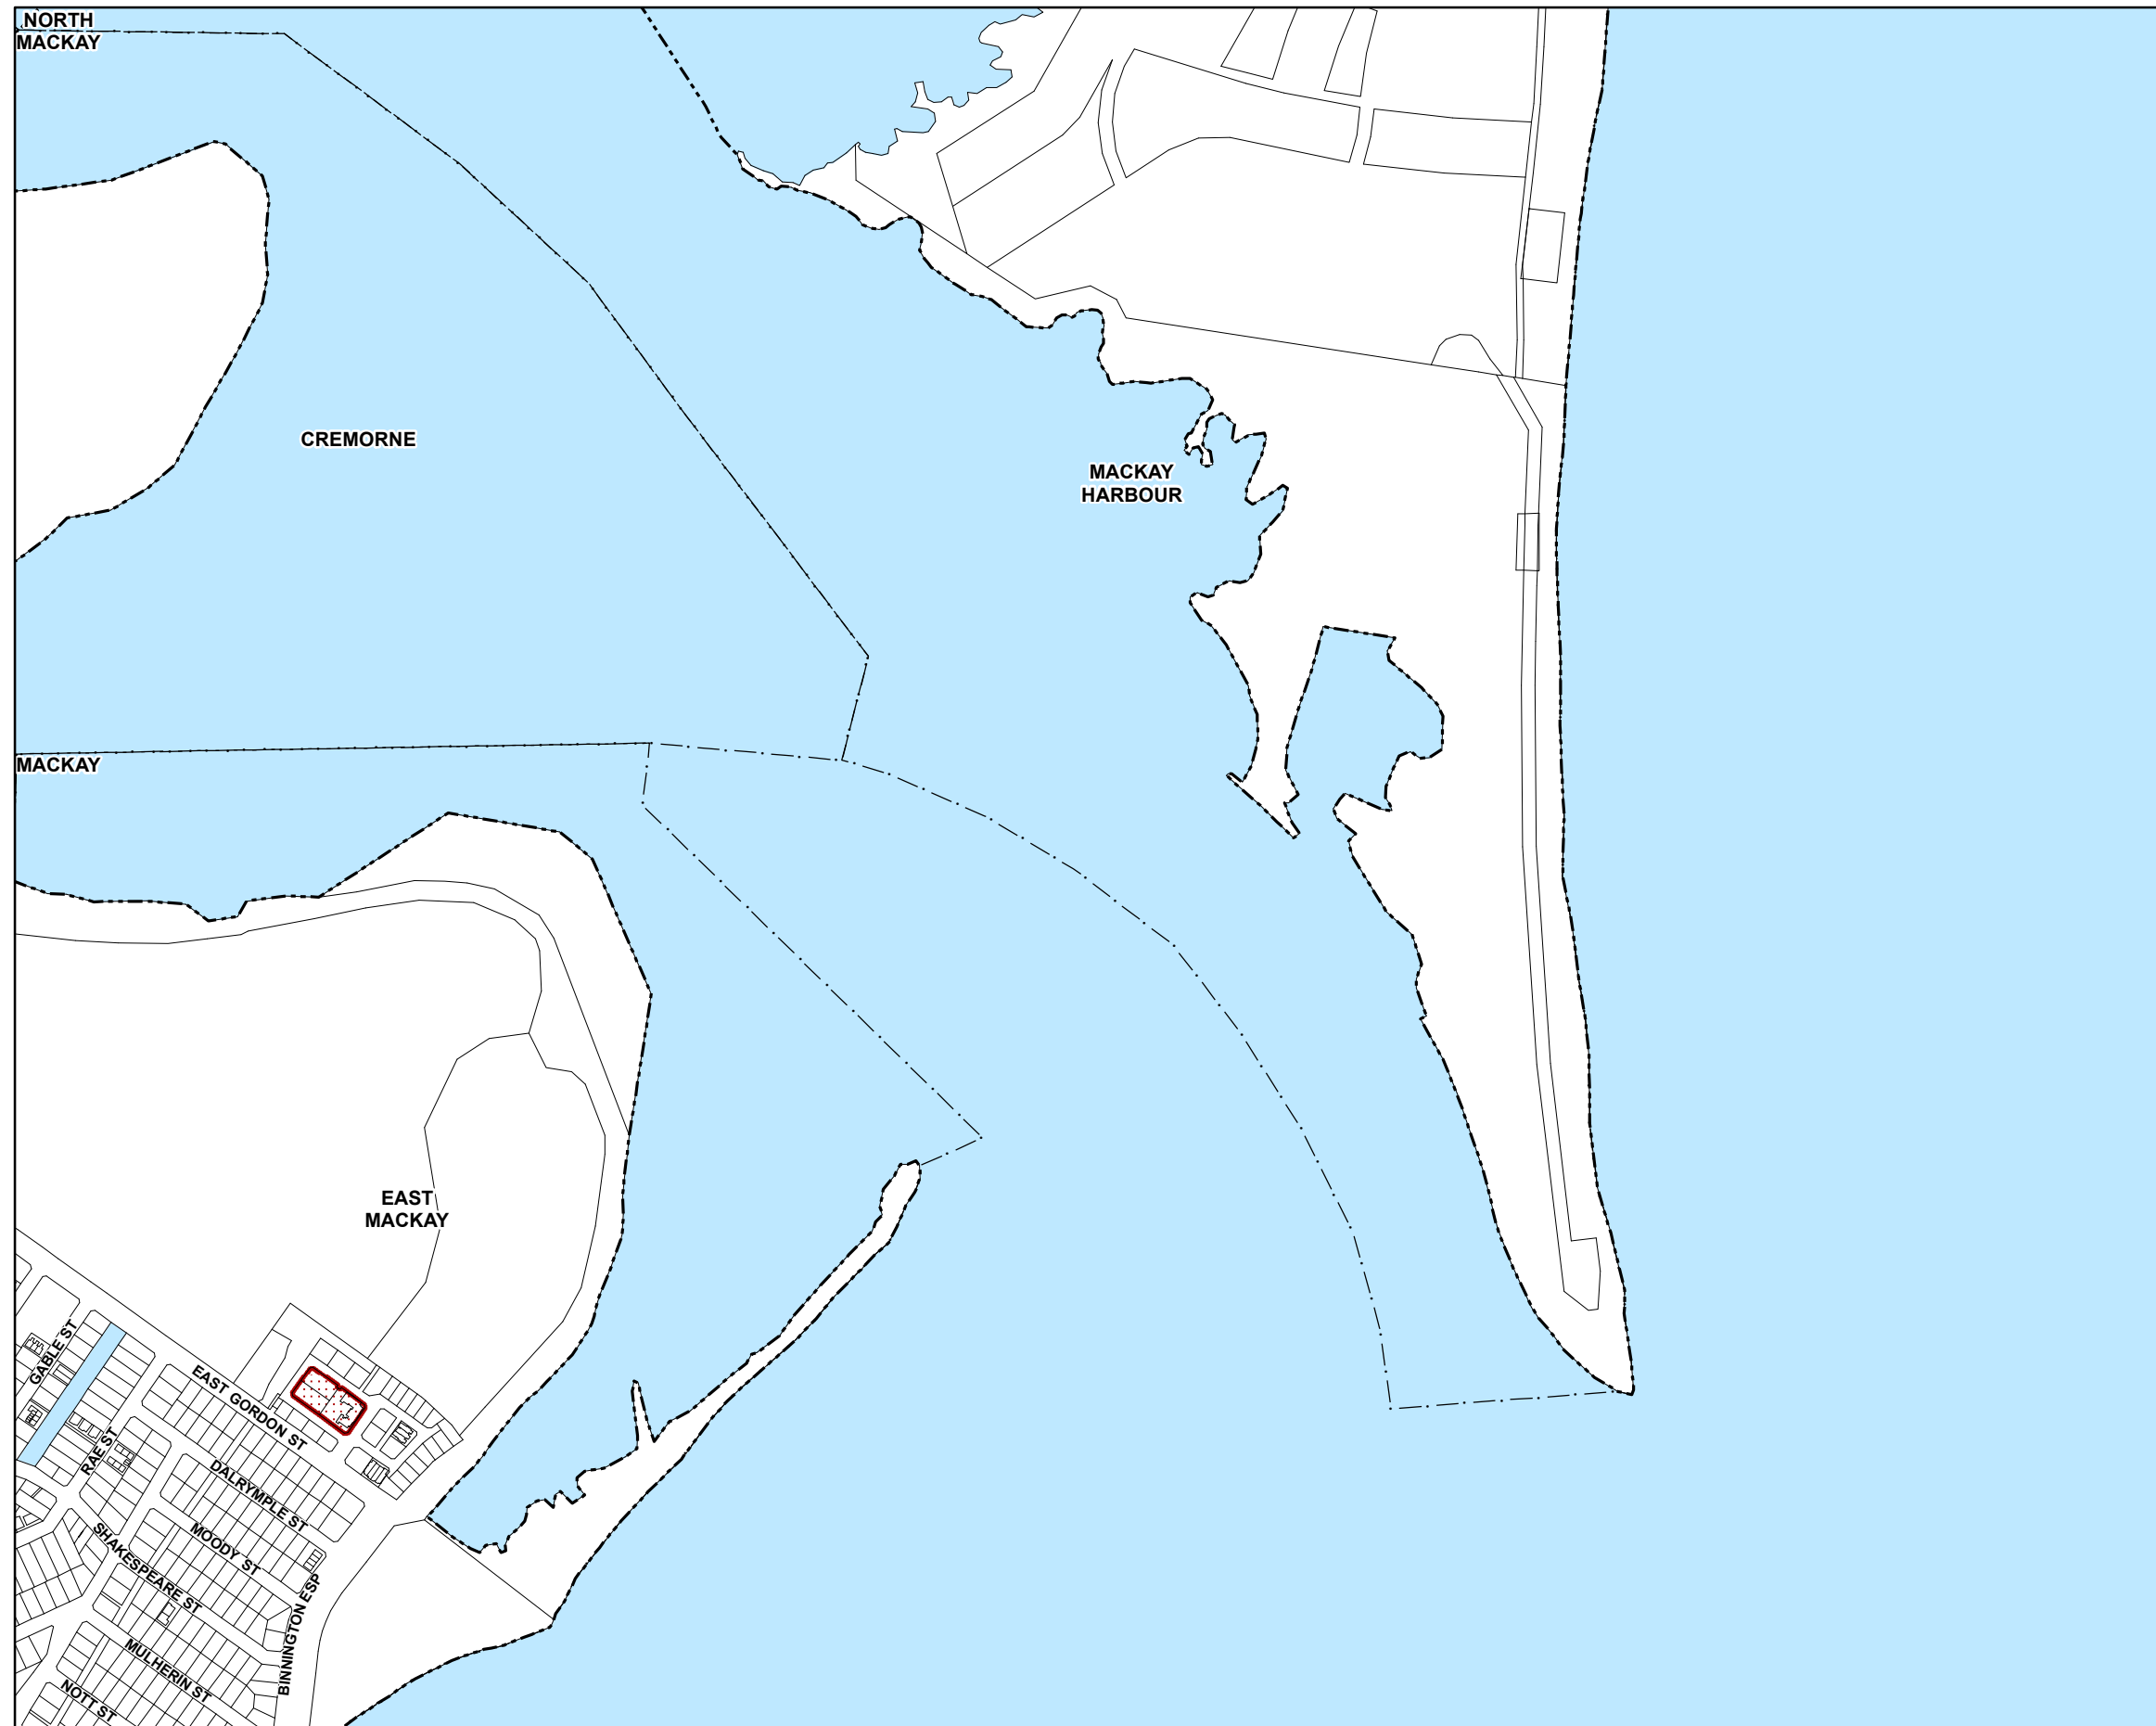 NORTH
MACKAY
CREMORNE
MACKAY
HARBOUR
MACKAY
EAST
MACKAY
GABLE ST
EAST GORDON ST
RAE ST
DALRYMPLE ST
MOODY ST
SHAKESPEARE ST
BINNINGTON ESP
MULHERIN ST
NOTT ST